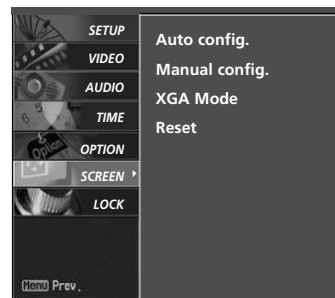 SETUP
VIDEO
AUDIO
TIME
OPTION
SCREEN
LOCK
Menu Prev.
Auto config.
Manual config.
XGA Mode
Reset